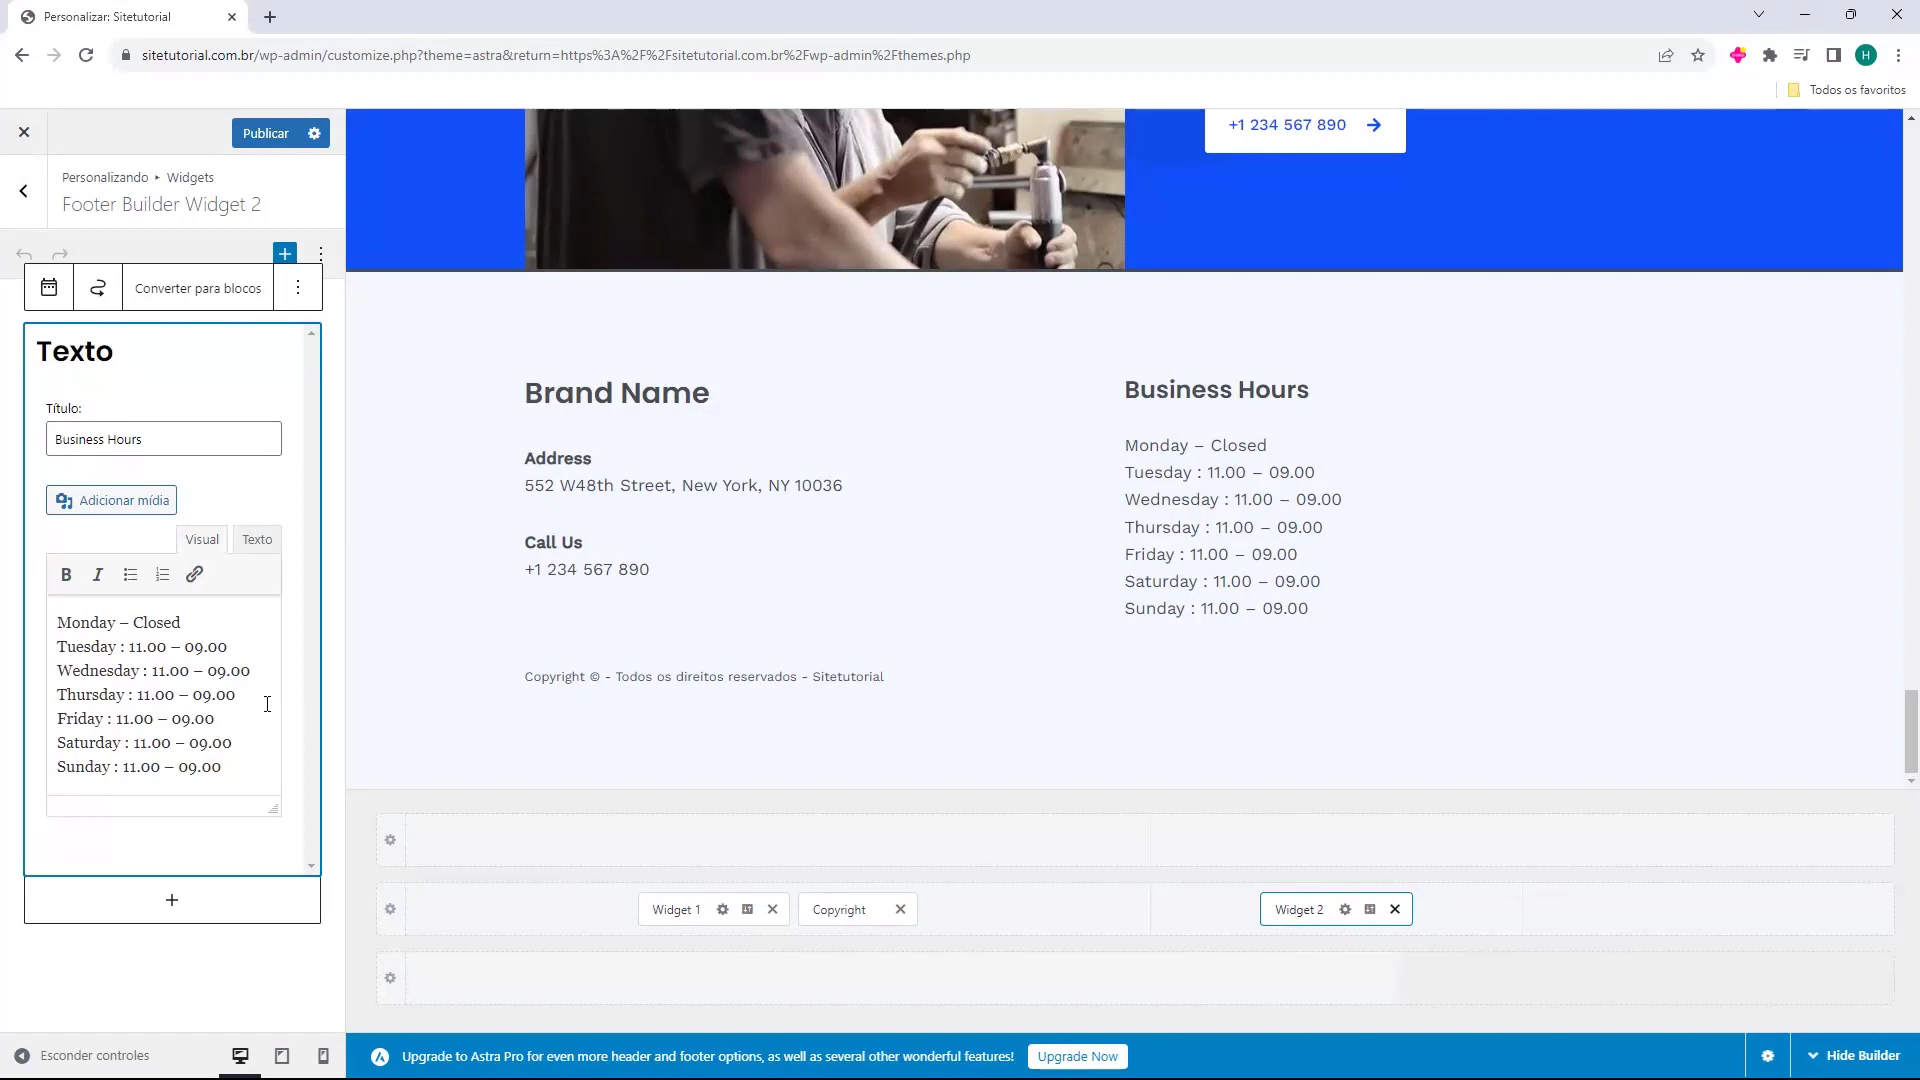 Personalizar: Sitetutorial
sitetutorial.com.br/wp-admin/customize.php?theme=astra&return=https%3A%2F%2Fsitetutorial.com.br%2Fwp-admin%2Fthemes.php
H
Todos os favoritos
Publicar
Personalizando ▸ Widgets
Footer Builder Widget 2
Converter para blocos
Texto
Título:
Business Hours
Adicionar mídia
Visual
Texto
B I
Monday – Closed
Tuesday : 11.00 – 09.00
Wednesday : 11.00 – 09.00
Thursday : 11.00 – 09.00
Friday : 11.00 – 09.00
Saturday : 11.00 – 09.00
Sunday : 11.00 – 09.00
Esconder controles
+1 234 567 890
Brand Name
Address
552 W48th Street, New York, NY 10036
Call Us
+1 234 567 890
Business Hours
Monday – Closed
Tuesday : 11.00 – 09.00
Wednesday : 11.00 – 09.00
Thursday : 11.00 – 09.00
Friday : 11.00 – 09.00
Saturday : 11.00 – 09.00
Sunday : 11.00 – 09.00
Copyright © - Todos os direitos reservados - Sitetutorial
Widget 1
Copyright
Widget 2
Upgrade to Astra Pro for even more header and footer options, as well as several other wonderful features!
Upgrade Now
Hide Builder